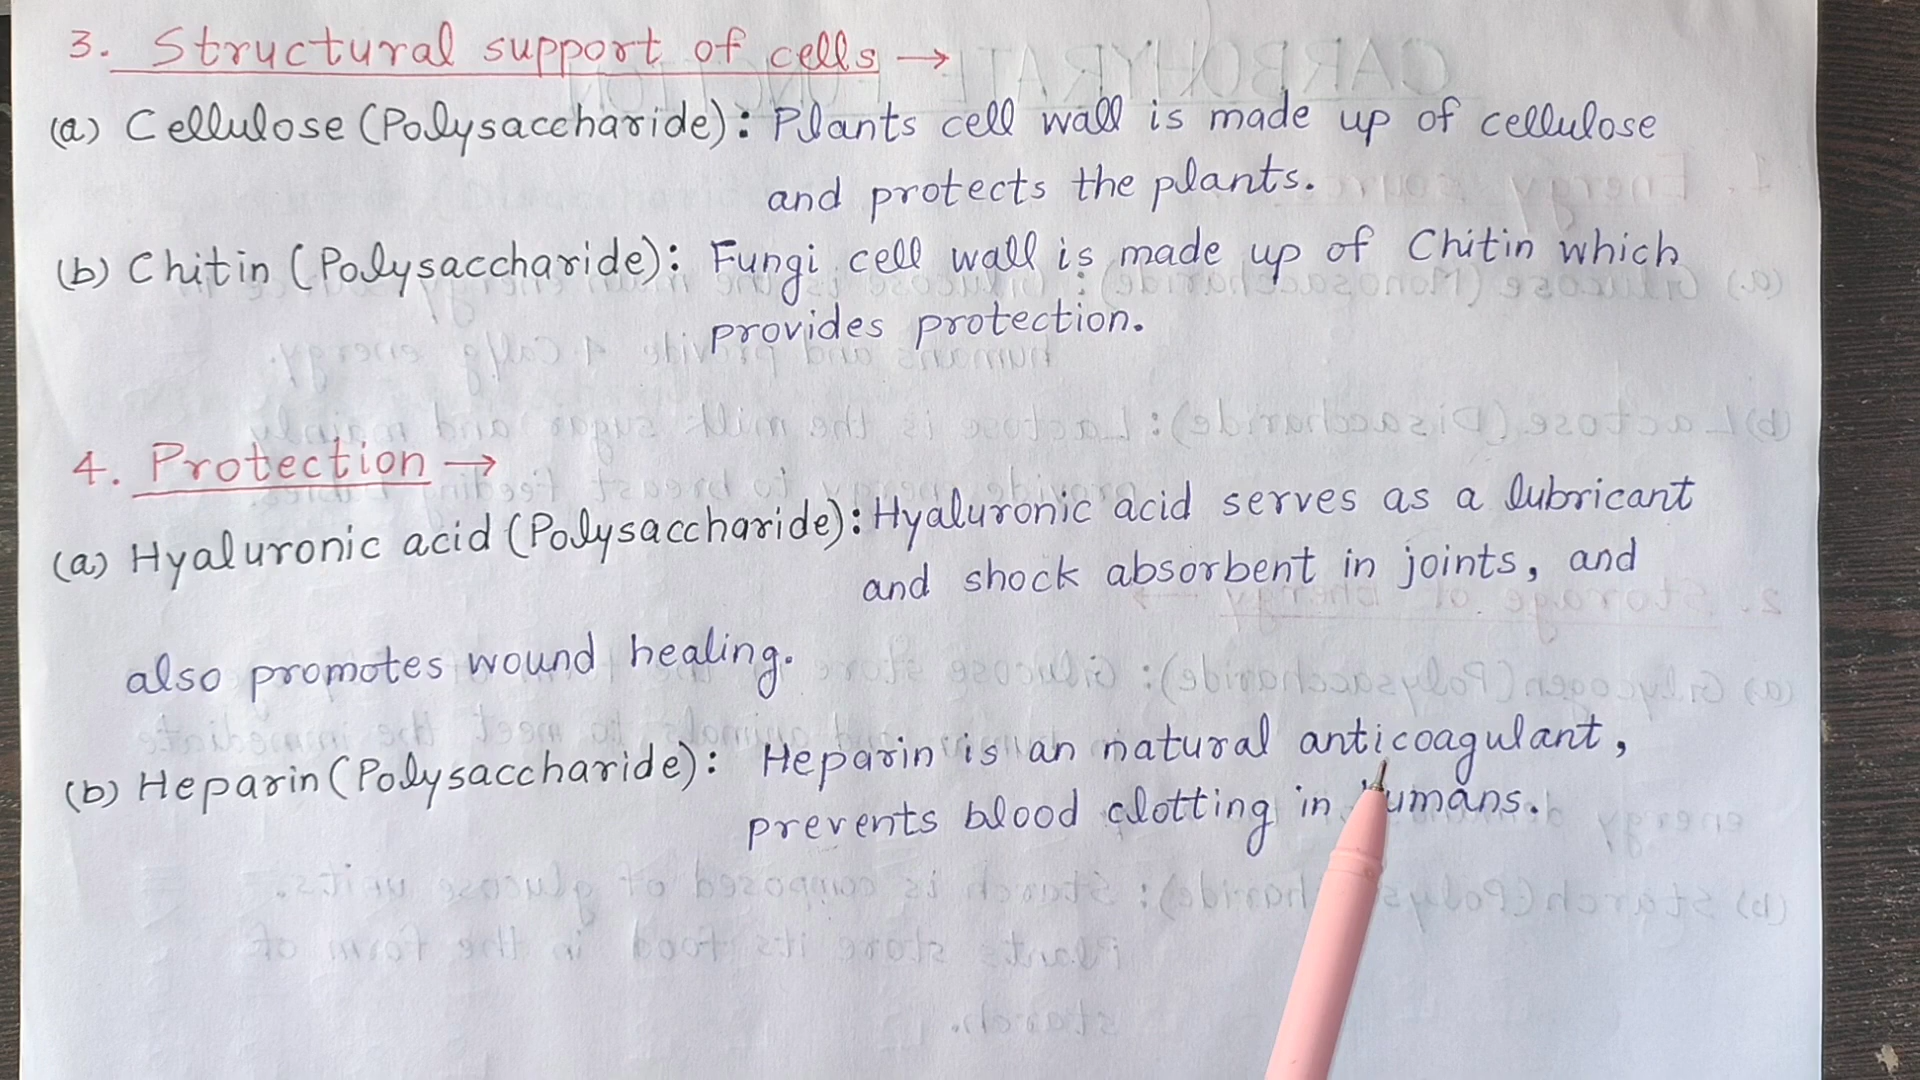 3. Structural support of cells →
(a) Cellulose (Polysaccharide): Plants cell wall is made up of cellulose
and protects the plants.
(b) Chitin (Polysaccharide): Fungi cell wall is made up of Chitin which
provides protection.
4. Protection →
(a) Hyaluronic acid (Polysaccharide): Hyaluronic acid serves as a lubricant
and shock absorbent in joints, and
also promotes wound healing.
(b) Heparin (Polysaccharide): Heparin is an natural anticoagulant,
prevents blood clotting in humans.